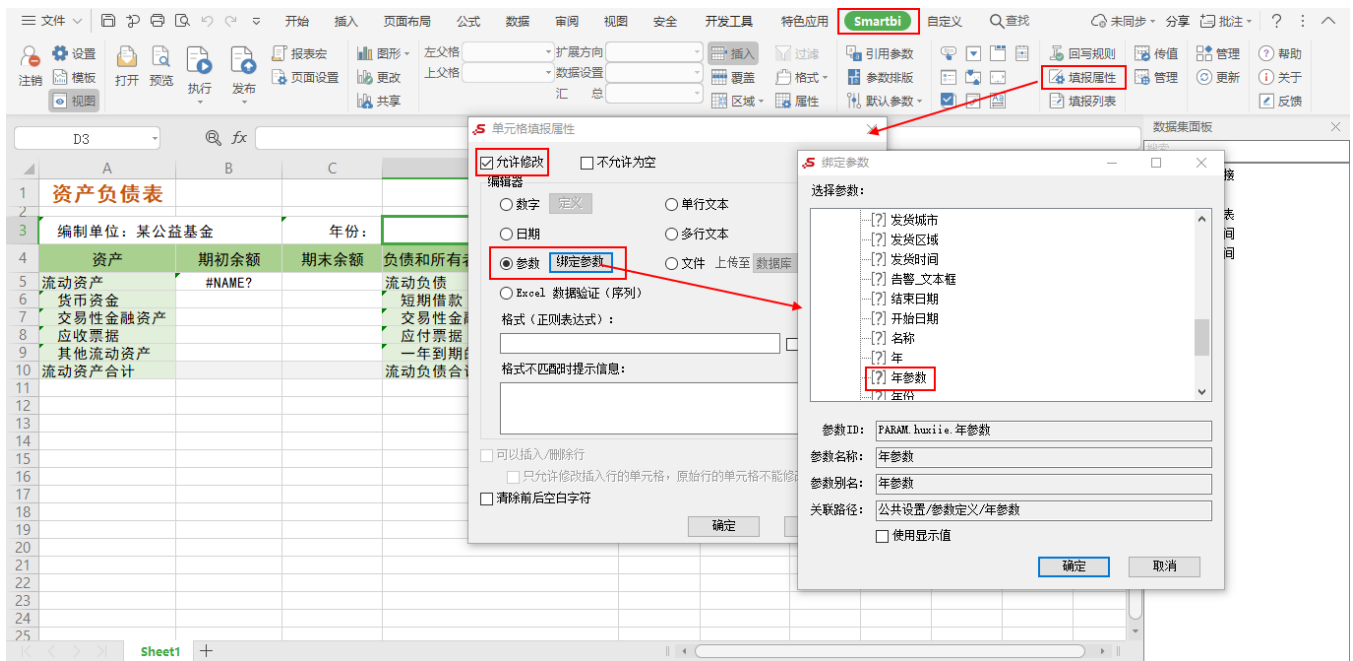 三 文件 开始 插入 页面布局 公式 数据 审阅 视图 安全 开发工具 特色应用 Smartbi 自定义 查找 未同步 分享 批注 ?
设置 报表宏 图形 左父格 扩展方向 插入 过滤 引用参数 回写规则 传值 管理 帮助
注销 模板 打开 预览 执行 发布 页面设置 更改 上父格 数据设置 覆盖 格式 参数排版 填报属性 管理 更新 关于
视图 共享 汇 总 区域 属性 默认参数 填报列表 反馈
D3 fx 单元格填报属性 数据集面板
搜索
A B C
1 资产负债表
2
3 编制单位：某公益基金 年份：
4 资产 期初余额 期末余额 负债和所有者
5 流动资产 #NAME? 流动负债
6 货币资金 短期借款
7 交易性金融资产 交易性金融
8 应收票据 应付票据
9 其他流动资产 一年到期的
10 流动资产合计 流动负债合计
11
12
13
14
15
16
17
18
19
20
21
22
23
24
25
允许修改 不允许为空
编辑器
数字 定义 单行文本
日期 多行文本
参数 绑定参数 文件 上传至 数据库
Excel 数据验证（序列）
格式（正则表达式）：
格式不匹配时提示信息：
可以插入/删除行
只允许修改插入行的单元格，原始行的单元格不能修改
清除前后空白字符
确定
绑定参数
选择参数：
[?] 发货城市
[?] 发货区域
[?] 发货时间
[?] 告警_文本框
[?] 结束日期
[?] 开始日期
[?] 名称
[?] 年
[?] 年参数
[?] 年份
参数ID： PARAM.huxiie.年参数
参数名称： 年参数
参数别名： 年参数
关联路径： 公共设置/参数定义/年参数
使用显示值
确定 取消
接
表
间
间
Sheet1